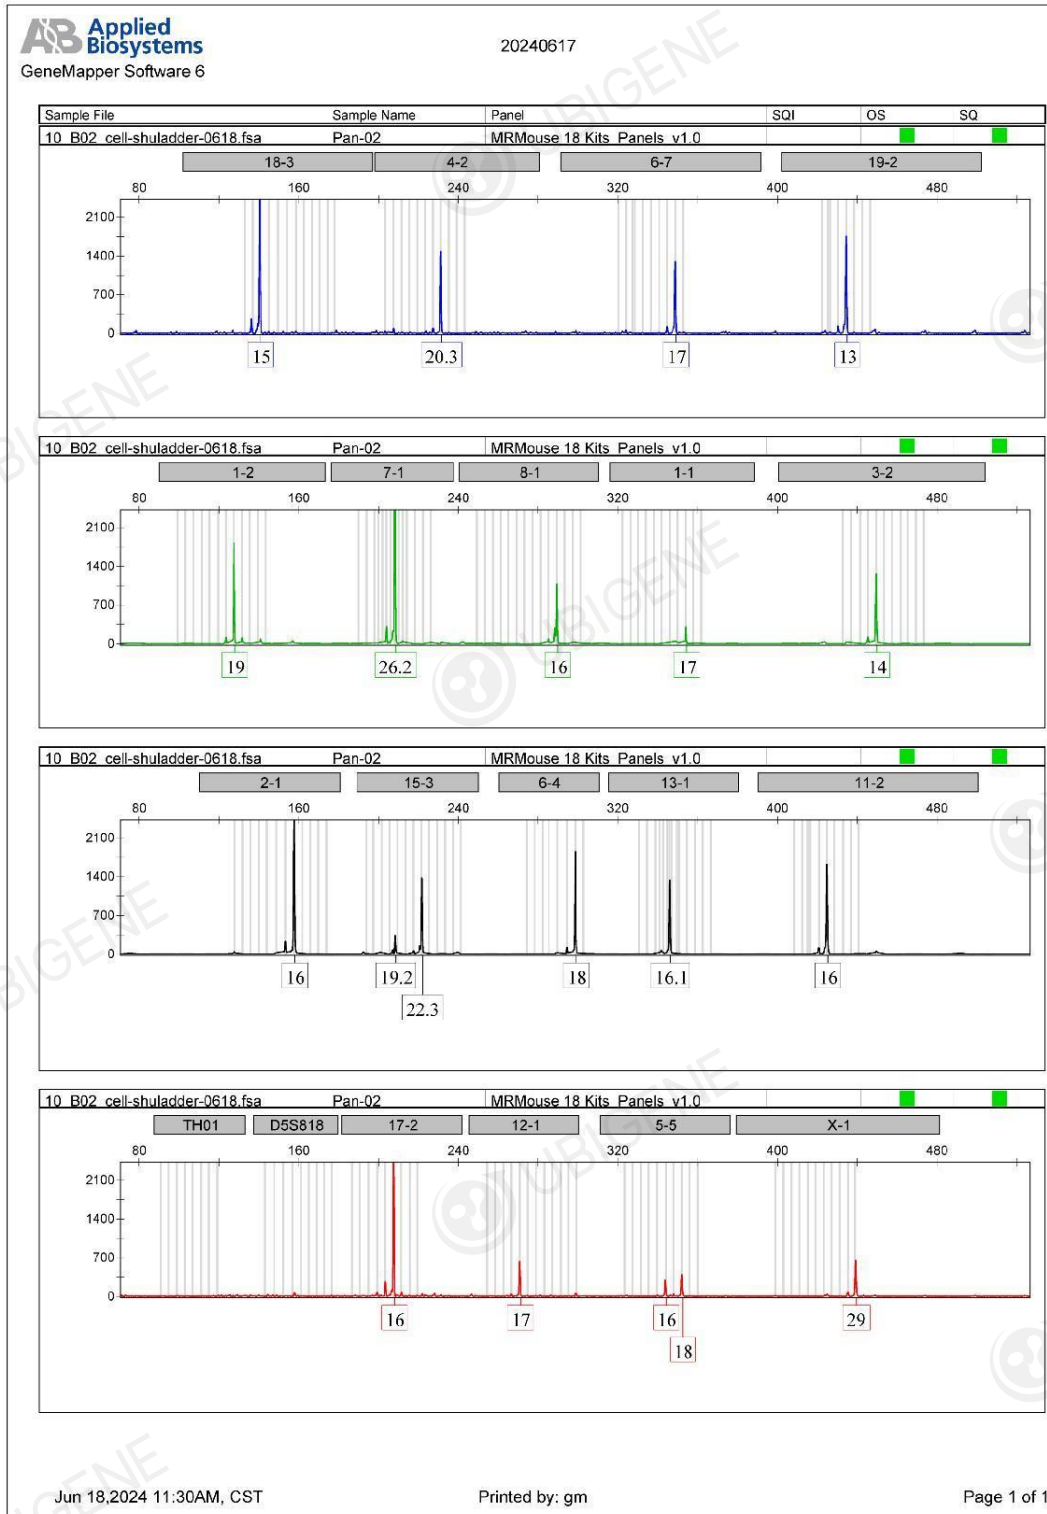 AB Applied
Biosystems
GeneMapper Software 6
20240617
Sample File Sample Name Panel SQI OS SQ
10_B02_cell-shuladder-0618.fsa Pan-02 MRMouse 18 Kits_Panels_v1.0
18-3 4-2 6-7 19-2
80 160 240 320 400 480
2100
1400
700
0
15 20.3 17 13
10_B02_cell-shuladder-0618.fsa Pan-02 MRMouse 18 Kits_Panels_v1.0
1-2 7-1 8-1 1-1 3-2
80 160 240 320 400 480
2100
1400
700
0
19 26.2 16 17 14
10_B02_cell-shuladder-0618.fsa Pan-02 MRMouse 18 Kits_Panels_v1.0
2-1 15-3 6-4 13-1 11-2
80 160 240 320 400 480
2100
1400
700
0
16 19.2 18 16.1 16
22.3
10_B02_cell-shuladder-0618.fsa Pan-02 MRMouse 18 Kits_Panels_v1.0
TH01 D5S818 17-2 12-1 5-5 X-1
80 160 240 320 400 480
2100
1400
700
0
16 17 16 29
18
Jun 18,2024 11:30AM, CST Printed by: gm Page 1 of 1
UBIGENE
UBIGENE
UBIGENE
UBIGENE